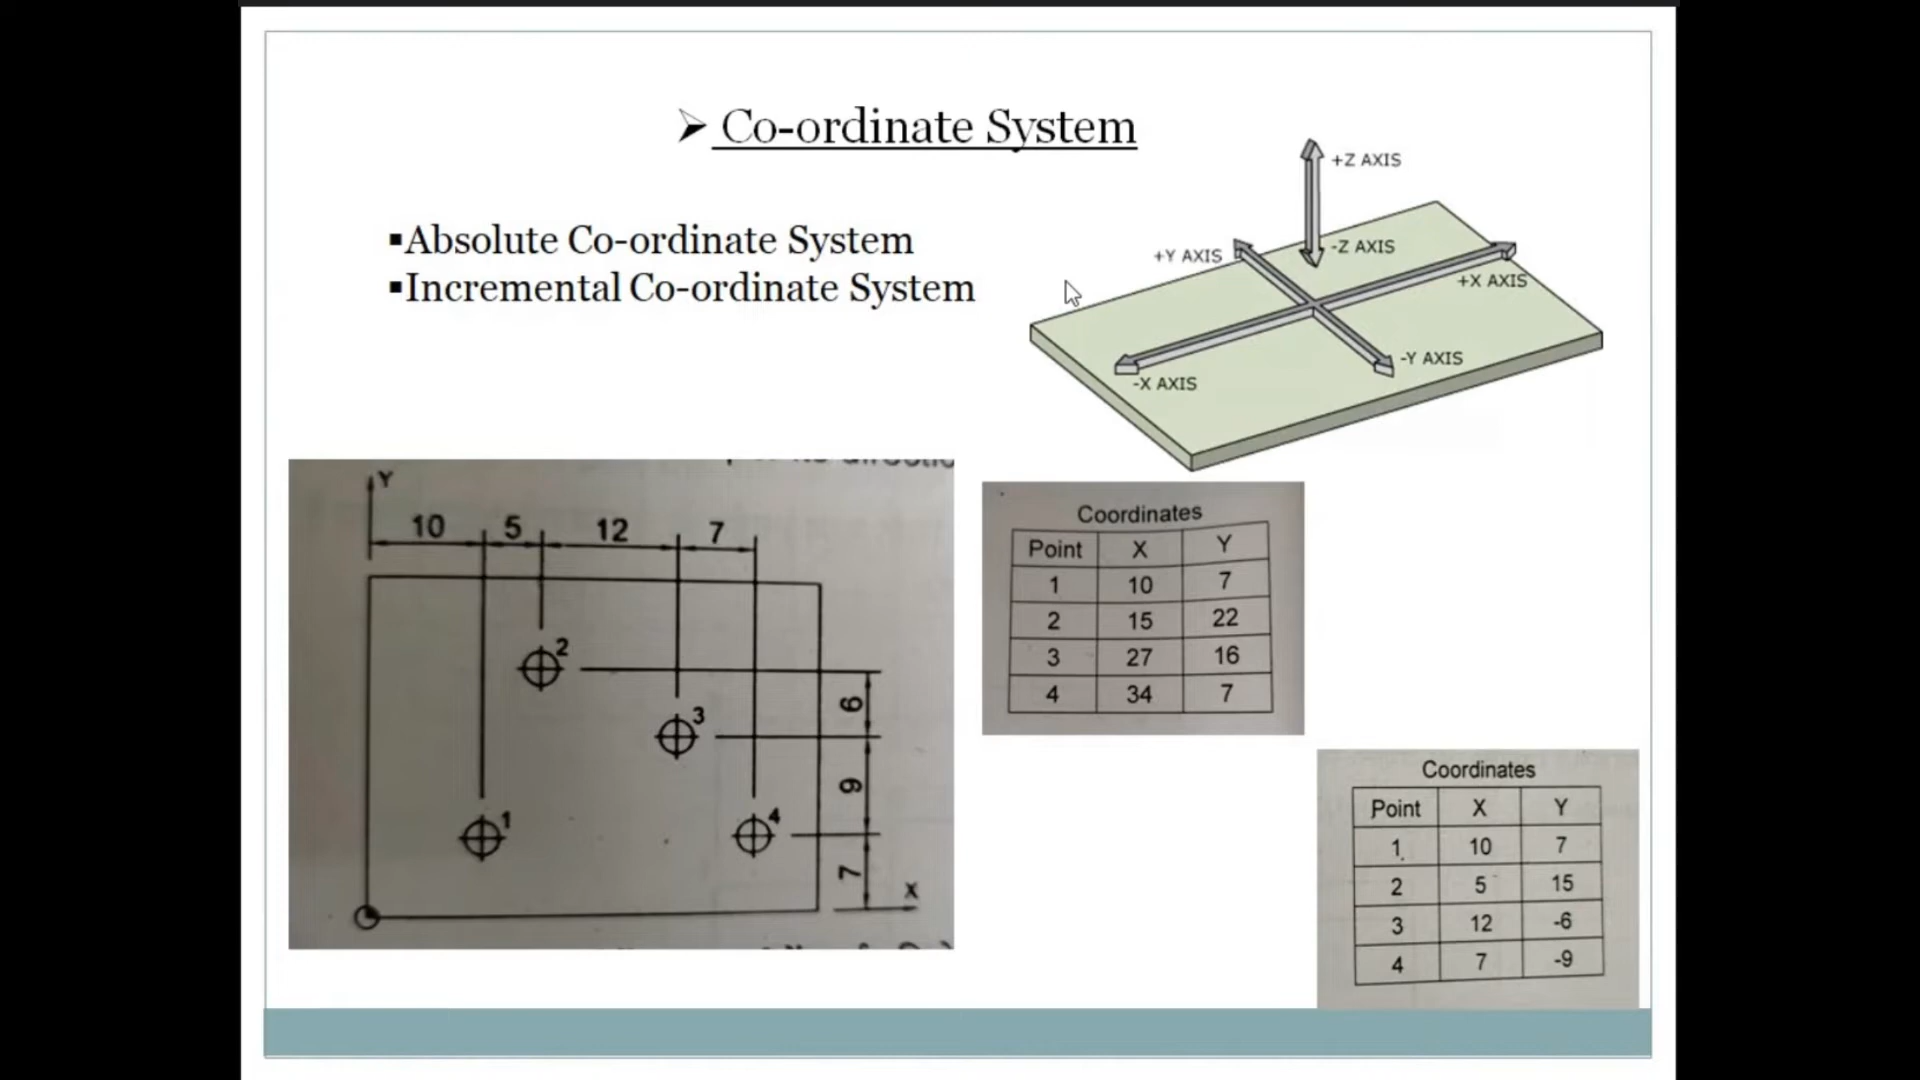 Co-ordinate System
Absolute Co-ordinate System
Incremental Co-ordinate System
+Z AXIS
-Z AXIS
+Y AXIS
+X AXIS
-Y AXIS
-X AXIS
Y
10 5 12 7
2
6
3
9
1
4
7
X
Coordinates
Point X Y
1 10 7
2 15 22
3 27 16
4 34 7
Coordinates
Point X Y
1 10 7
2 5 15
3 12 -6
4 7 -9